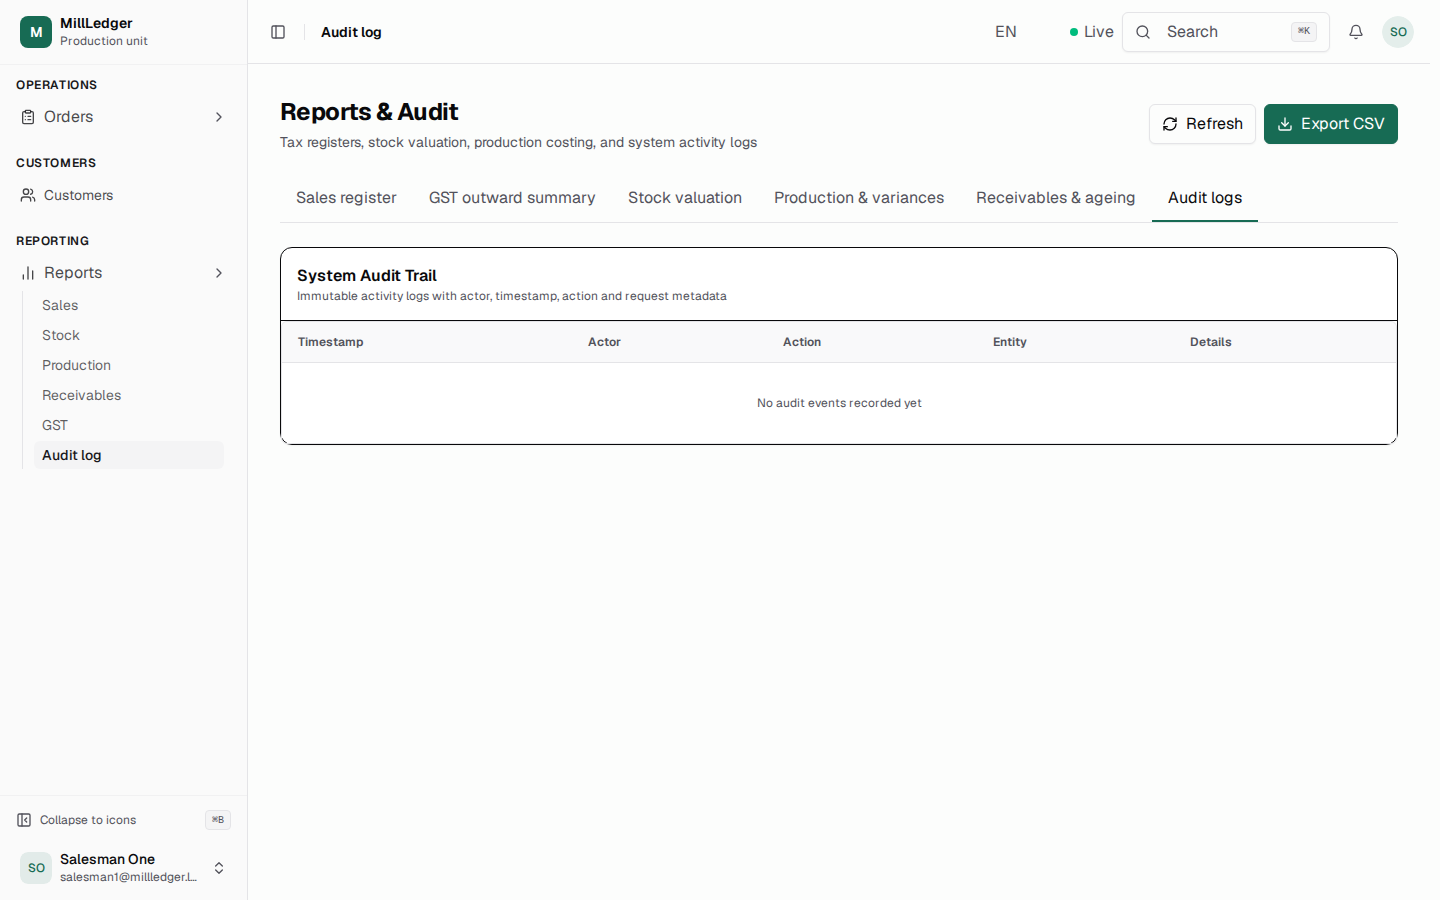 M
MillLedger
Production unit
OPERATIONS
Orders
CUSTOMERS
Customers
REPORTING
Reports
Sales
Stock
Production
Receivables
GST
Audit log
Collapse to icons
⌘B
SO
Salesman One
salesman1@millledger.l...
Audit log
EN
Live
Search
⌘K
SO
Reports & Audit
Tax registers, stock valuation, production costing, and system activity logs
Refresh
Export CSV
Sales register
GST outward summary
Stock valuation
Production & variances
Receivables & ageing
Audit logs
System Audit Trail
Immutable activity logs with actor, timestamp, action and request metadata
Timestamp Actor Action Entity Details
No audit events recorded yet